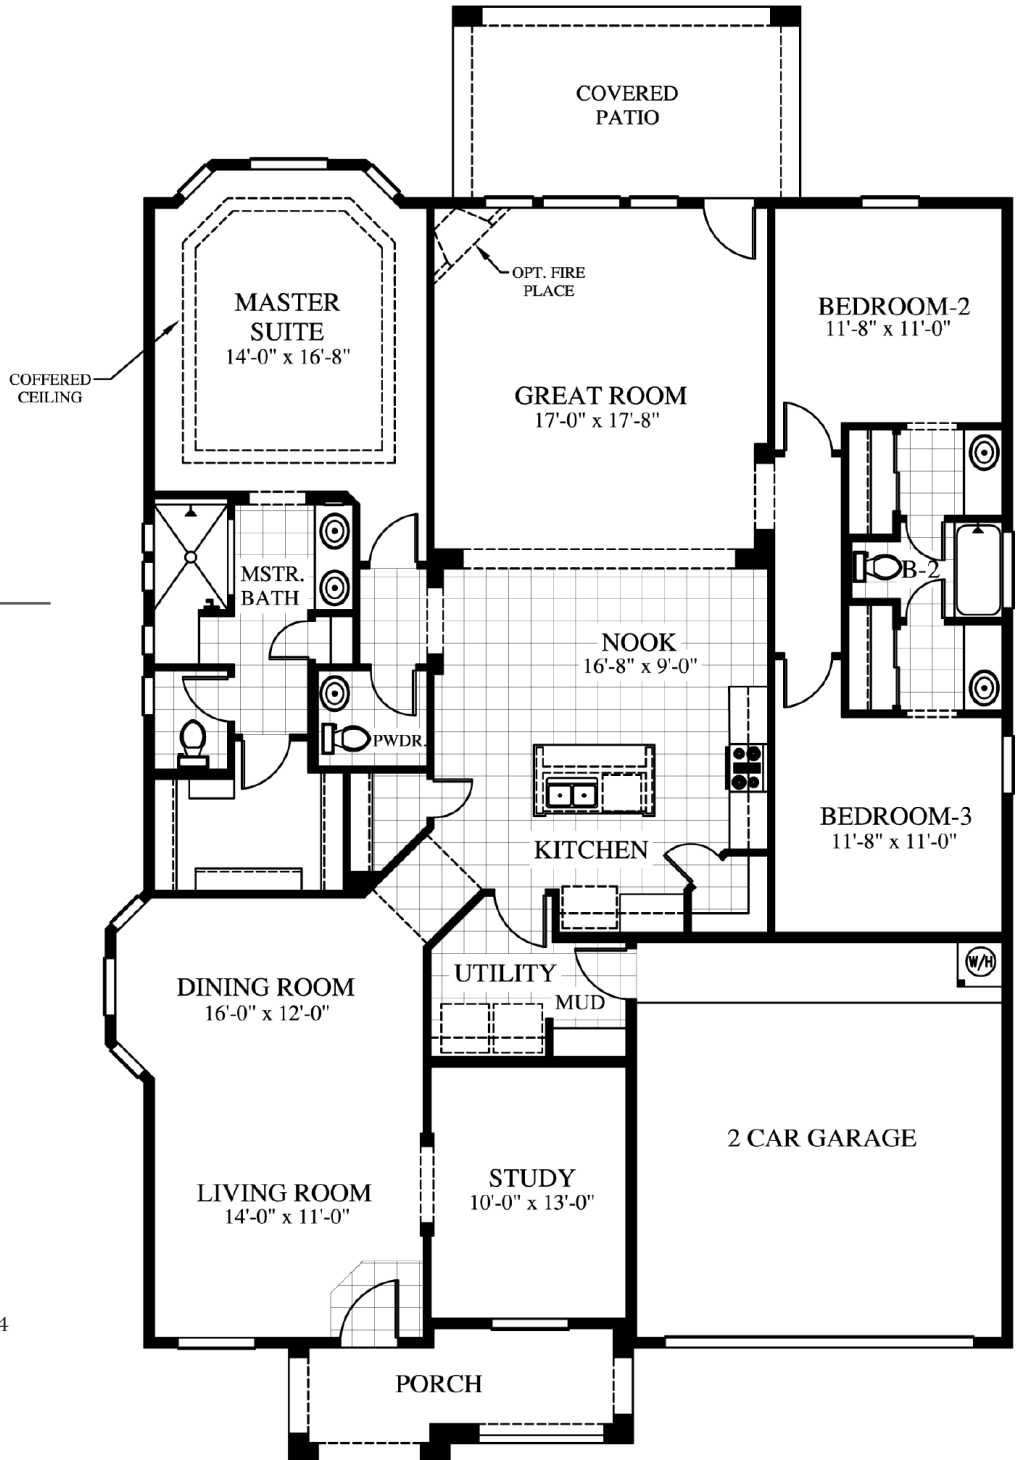 COVERED
PATIO
OPT. FIRE
PLACE
MASTER
SUITE
14'-0" x 16'-8"
COFFERED
CEILING
GREAT ROOM
17'-0" x 17'-8"
BEDROOM-2
11'-8" x 11'-0"
MSTR.
BATH
B-2
NOOK
16'-8" x 9'-0"
PWDR.
KITCHEN
BEDROOM-3
11'-8" x 11'-0"
UTILITY
MUD
W/H
DINING ROOM
16'-0" x 12'-0"
2 CAR GARAGE
STUDY
10'-0" x 13'-0"
LIVING ROOM
14'-0" x 11'-0"
4
PORCH